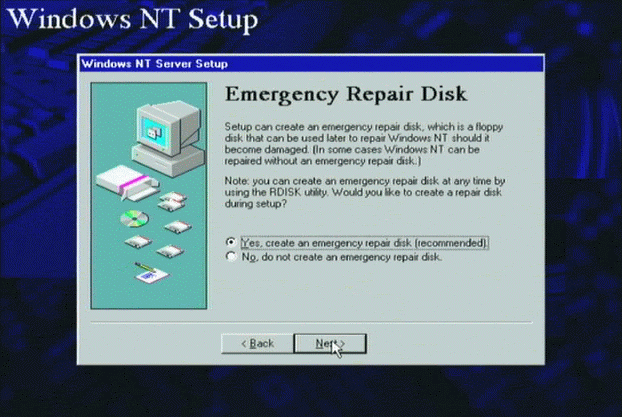 Windows NT Setup
Windows NT Server Setup
Emergency Repair Disk
Setup can create an emergency repair disk, which is a floppy
disk that can be used later to repair Windows NT should it
become damaged. (In some cases Windows NT can be
repaired without an emergency repair disk.)
Note: you can create an emergency repair disk at any time by
using the RDISK utility. Would you like to create a repair disk
during setup?
Yes, create an emergency repair disk (recommended).
No, do not create an emergency repair disk.
< Back Next >